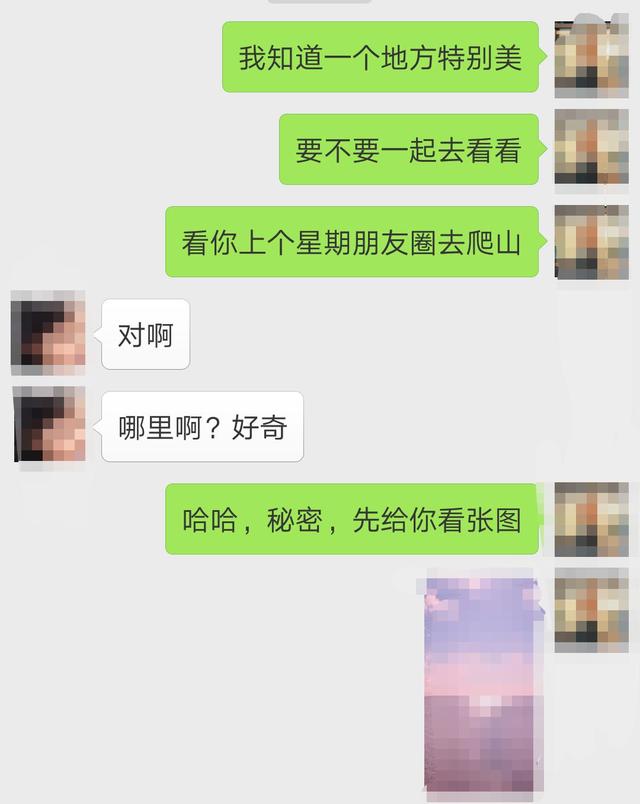 我知道一个地方特别美
要不要一起去看看
看你上个星期朋友圈去爬山
对啊
哪里啊？好奇
哈哈，秘密，先给你看张图